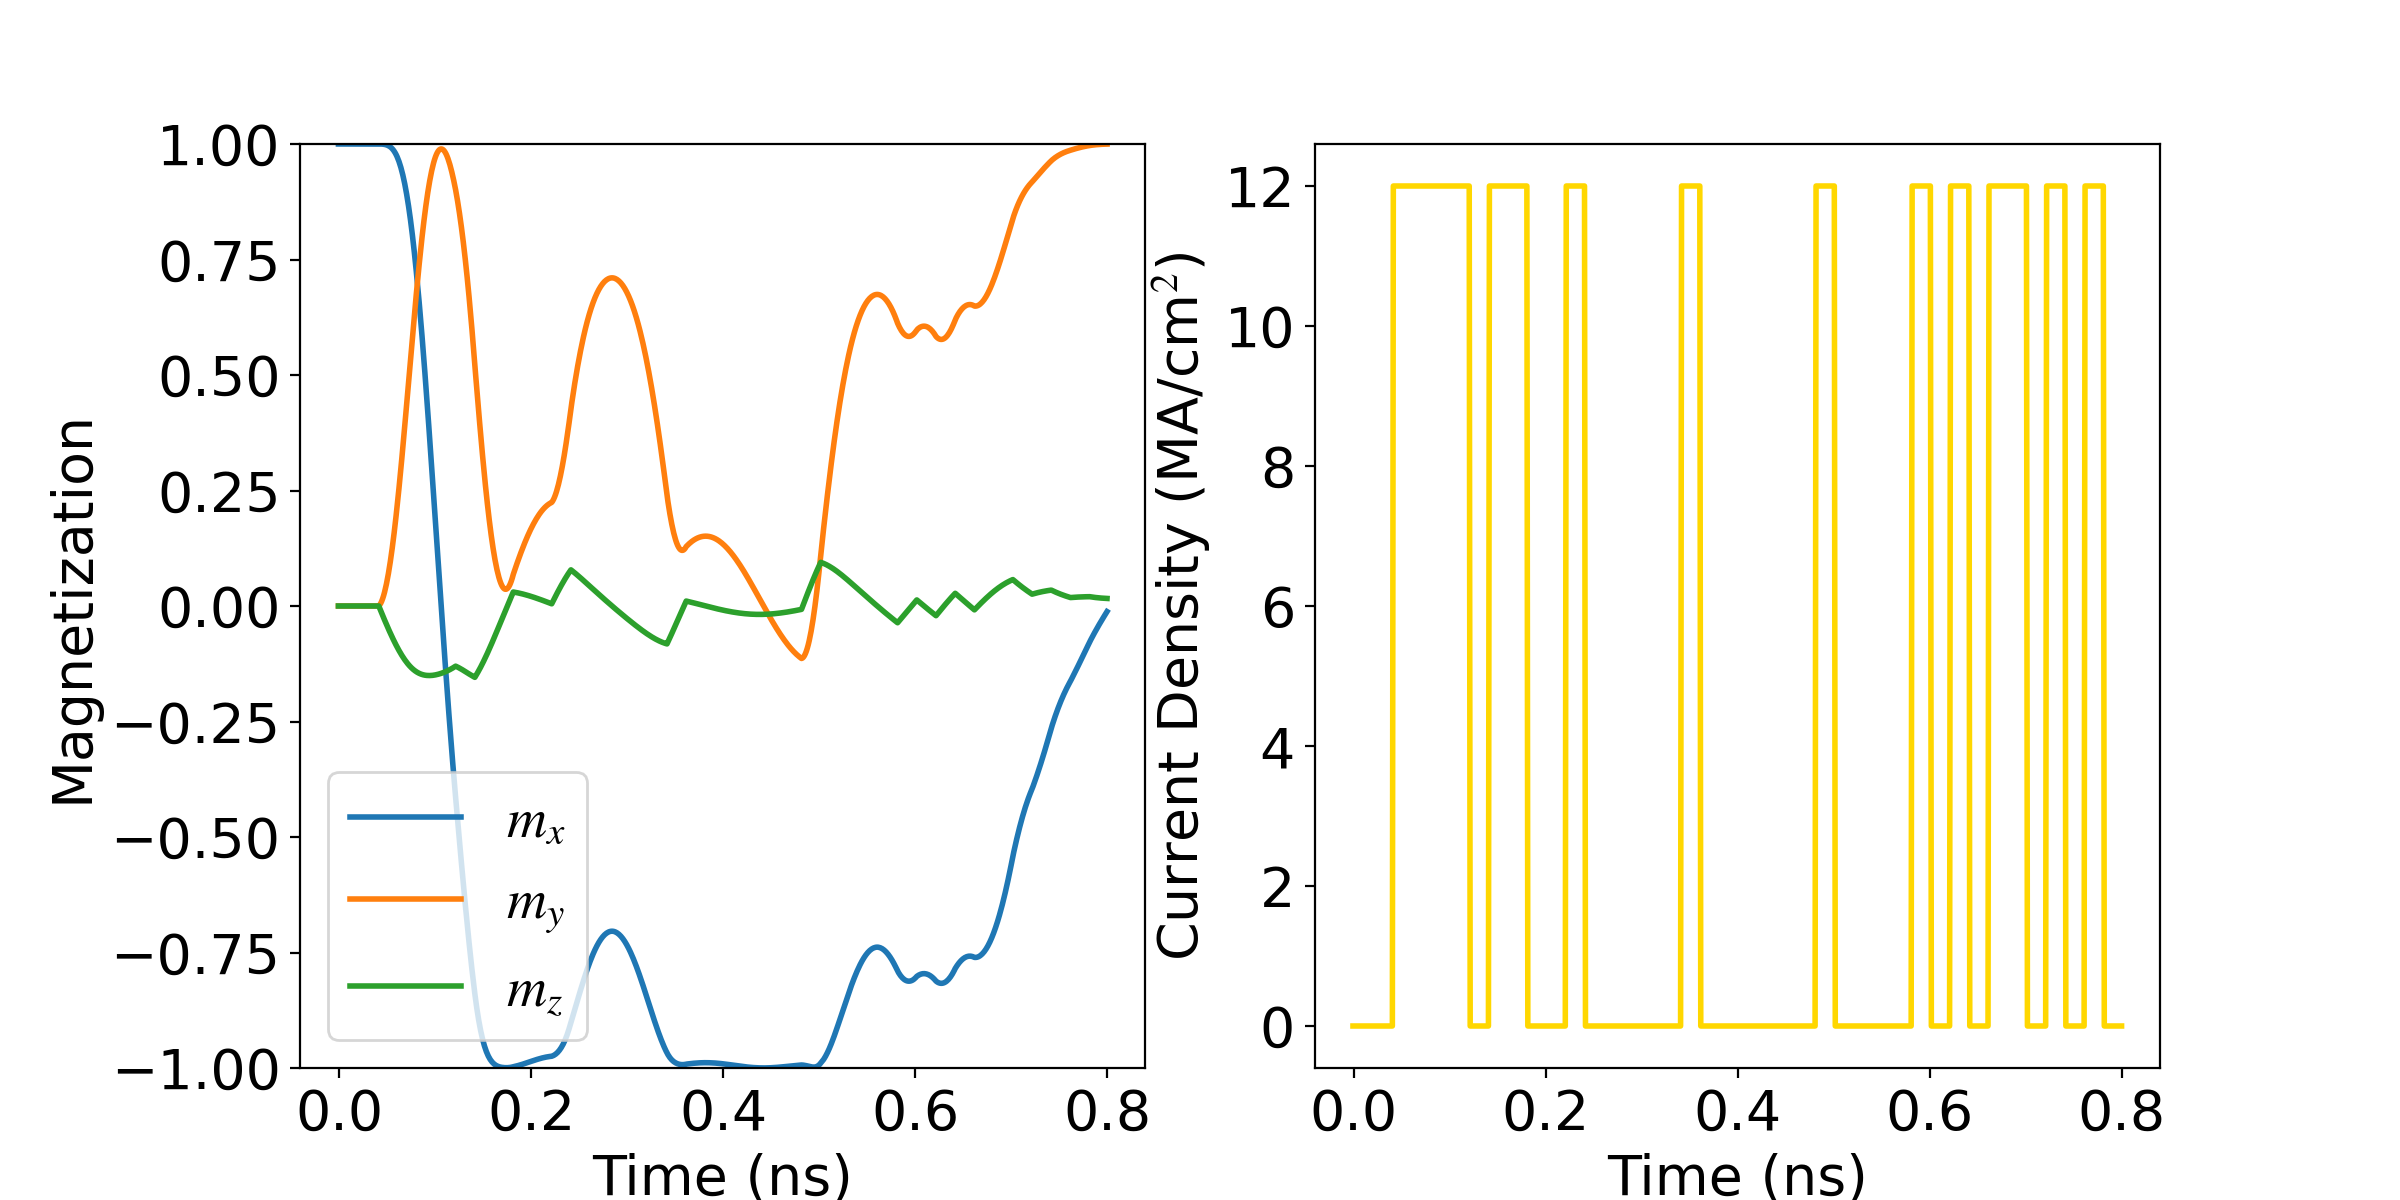 1.00
0.75
0.50
0.25
0.00
−0.25
−0.50
−0.75
−1.00
Magnetization
0.0 0.2 0.4 0.6 0.8
Time (ns)
m_x
m_y
m_z
12
10
8
6
4
2
0
Current Density (MA/cm²)
0.0 0.2 0.4 0.6 0.8
Time (ns)